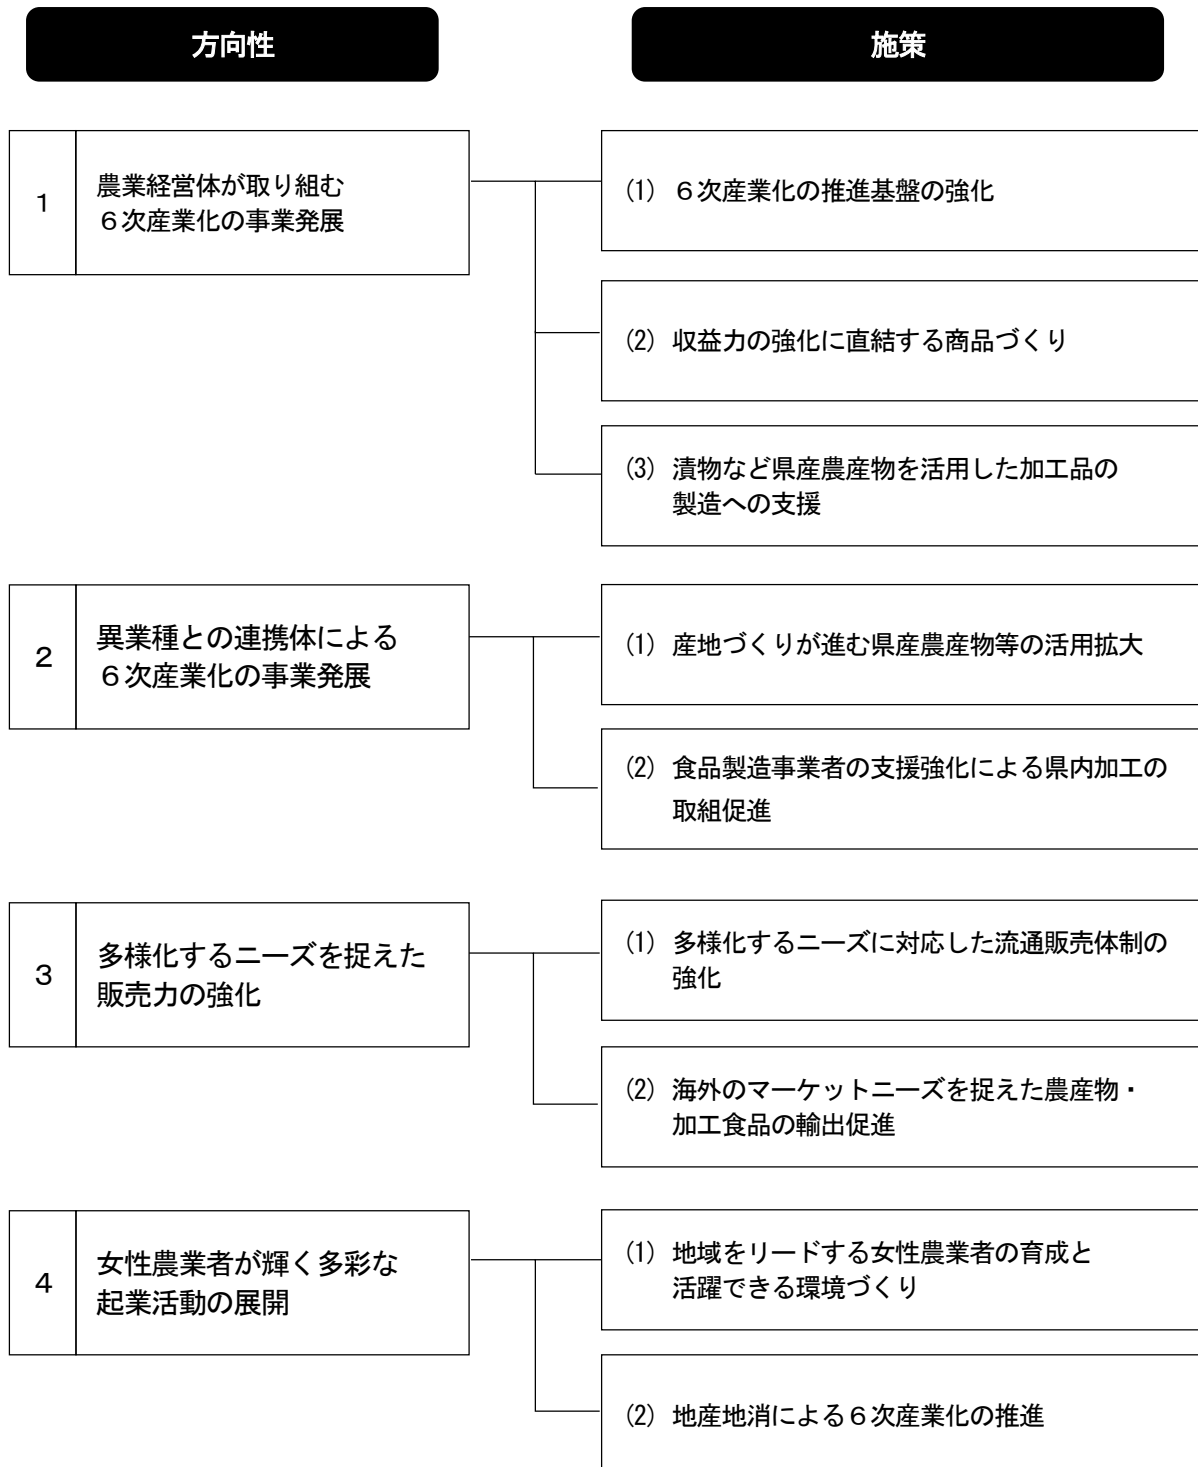 方向性
施策
1
農業経営体が取り組む
６次産業化の事業発展
(1) ６次産業化の推進基盤の強化
(2) 収益力の強化に直結する商品づくり
(3) 漬物など県産農産物を活用した加工品の
製造への支援
2
異業種との連携体による
６次産業化の事業発展
(1) 産地づくりが進む県産農産物等の活用拡大
(2) 食品製造事業者の支援強化による県内加工の
取組促進
3
多様化するニーズを捉えた
販売力の強化
(1) 多様化するニーズに対応した流通販売体制の
強化
(2) 海外のマーケットニーズを捉えた農産物・
加工食品の輸出促進
4
女性農業者が輝く多彩な
起業活動の展開
(1) 地域をリードする女性農業者の育成と
活躍できる環境づくり
(2) 地産地消による６次産業化の推進